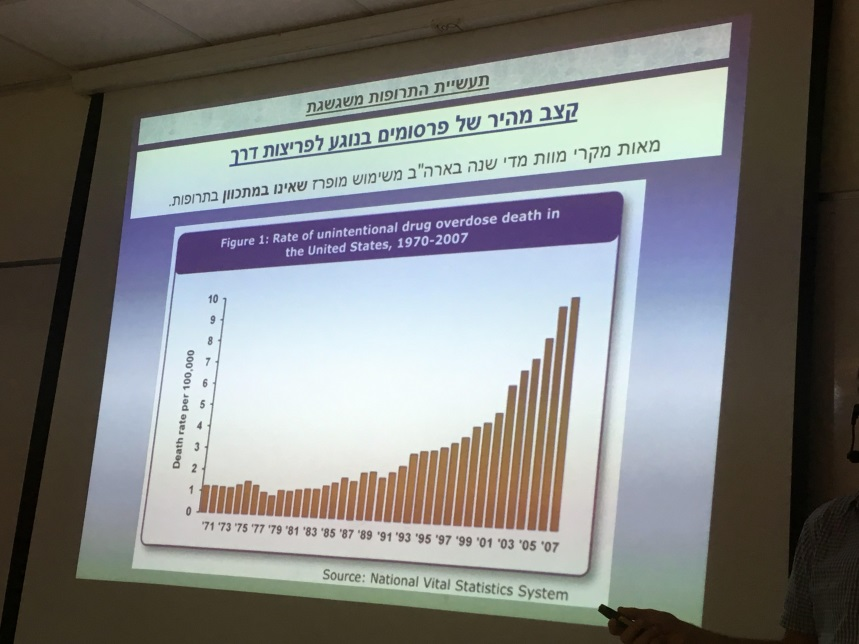 תעשיית התרופות משגשגת
קצב מהיר של פרסומים בנוגע לפריצות דרך
מאות מקרי מוות מדי שנה בארה"ב משימוש מופרז שאינו במתכוון בתרופות.
Figure 1: Rate of unintentional drug overdose death in
the United States, 1970-2007
Death rate per 100,000
10
9
8
7
6
5
4
3
2
1
0
'71 '73 '75 '77 '79 '81 '83 '85 '87 '89 '91 '93 '95 '97 '99 '01 '03 '05 '07
Source: National Vital Statistics System